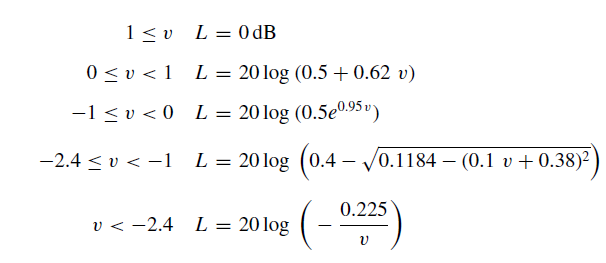 1 ≤ v L = 0 dB
0 ≤ v < 1 L = 20 log (0.5 + 0.62 v)
−1 ≤ v < 0 L = 20 log (0.5e^{0.95 v})
−2.4 ≤ v < −1 L = 20 log (0.4 − √(0.1184 − (0.1 v + 0.38)²))
v < −2.4 L = 20 log (− 0.225/v)